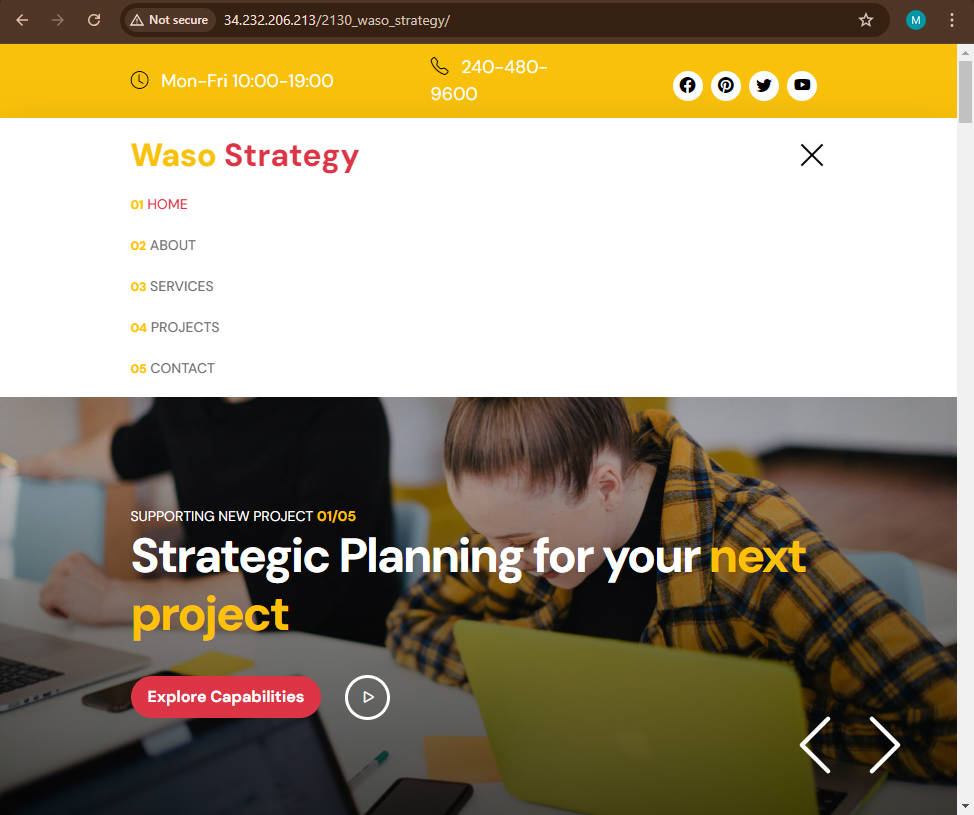 Not secure 34.232.206.213/2130_waso_strategy/
M
Mon-Fri 10:00-19:00
240-480-
9600
Waso Strategy
01 HOME
02 ABOUT
03 SERVICES
04 PROJECTS
05 CONTACT
SUPPORTING NEW PROJECT 01/05
Strategic Planning for your next
project
Explore Capabilities